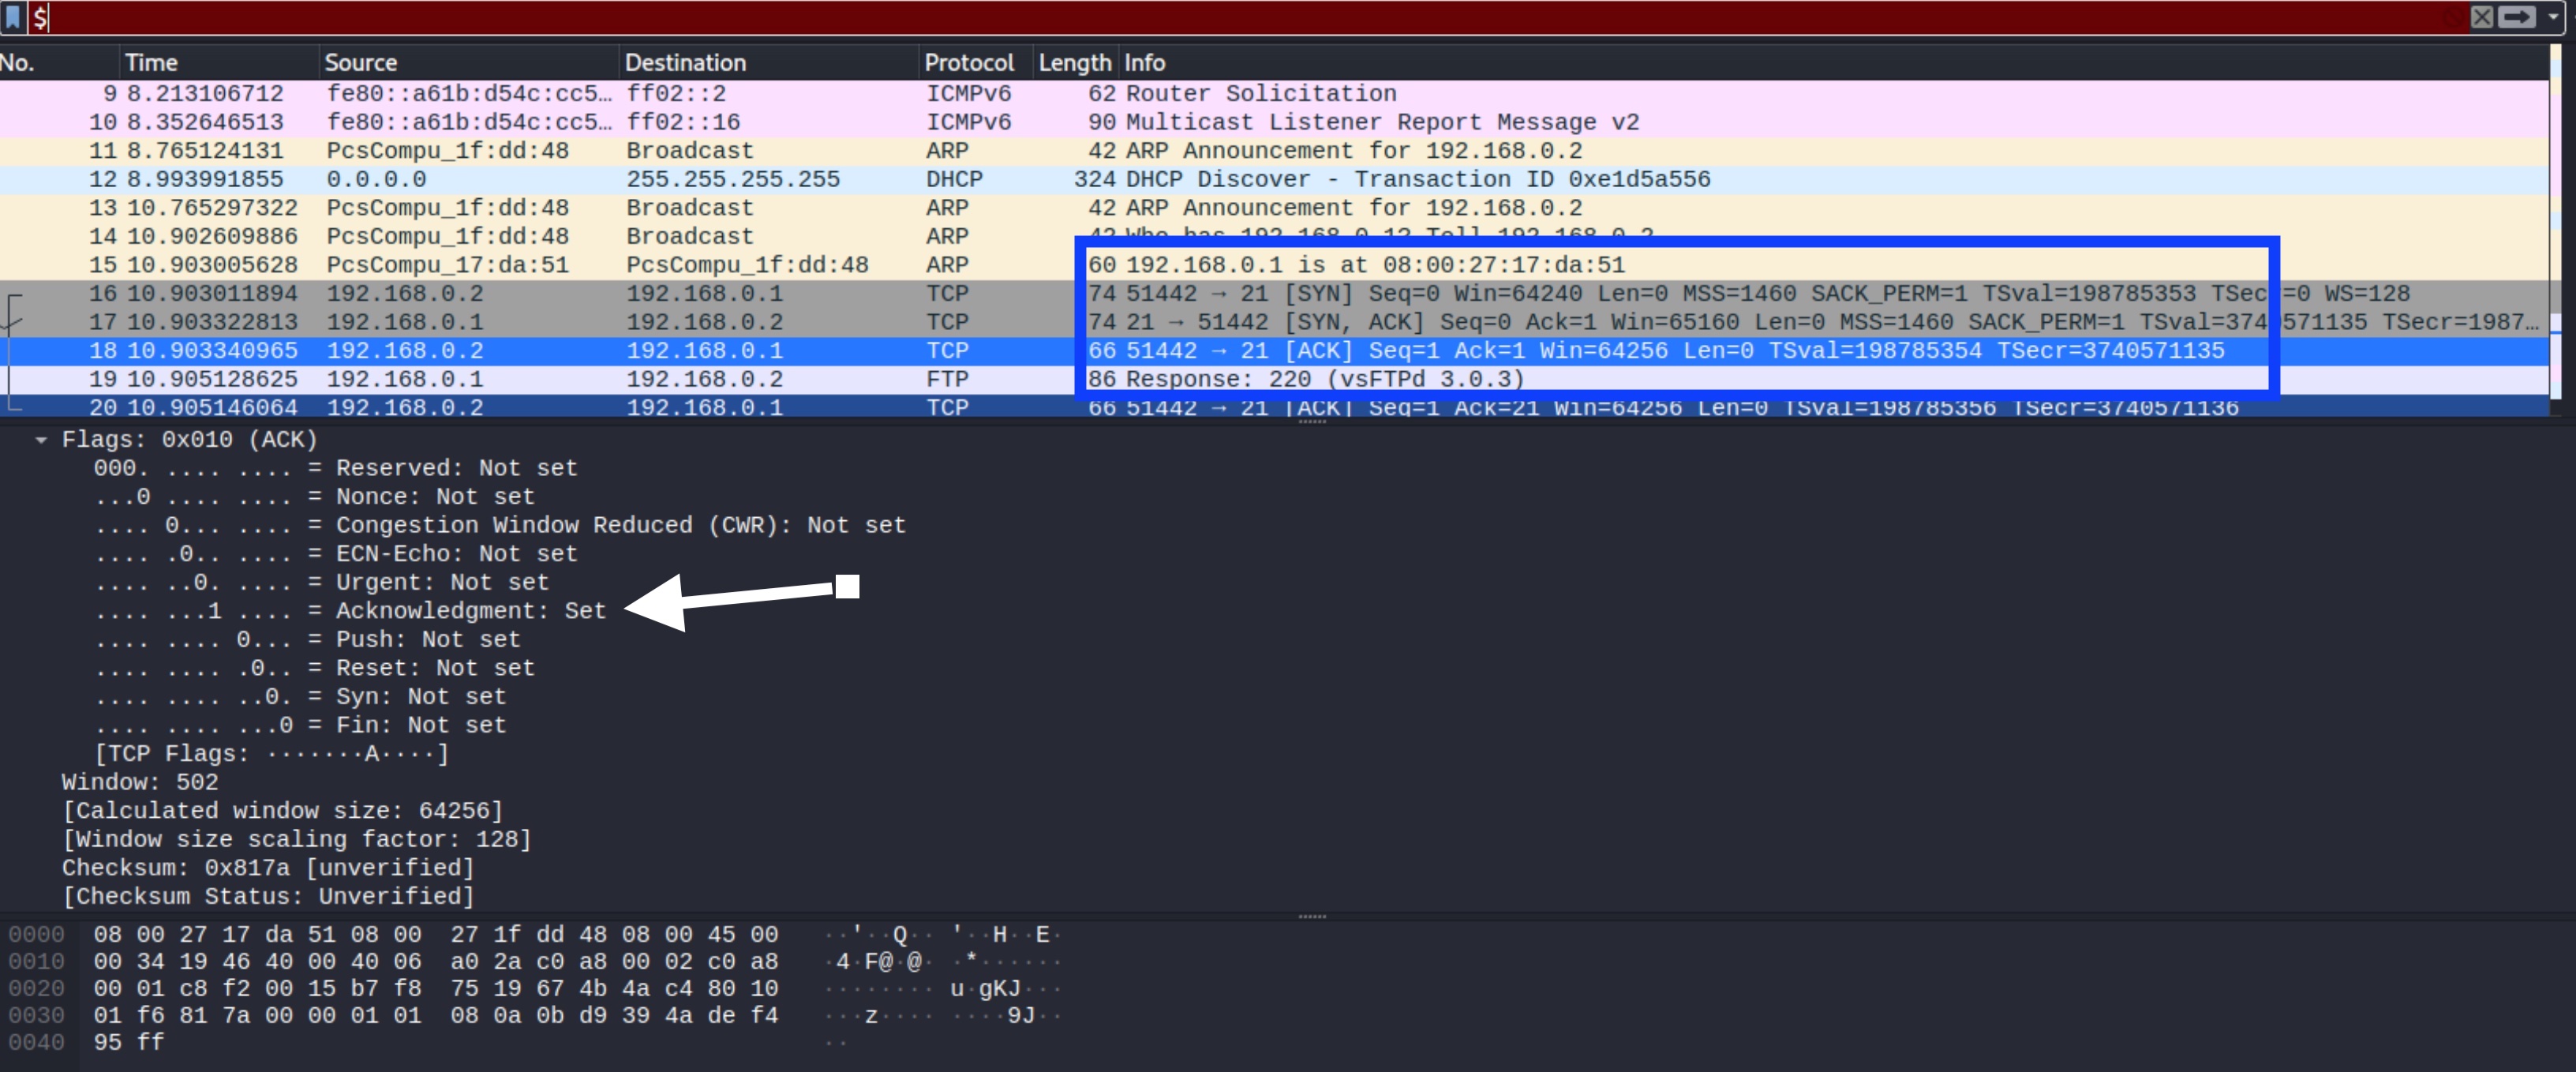 $
No. Time Source Destination Protocol Length Info
9 8.213106712 fe80::a61b:d54c:cc5… ff02::2 ICMPv6 62 Router Solicitation
10 8.352646513 fe80::a61b:d54c:cc5… ff02::16 ICMPv6 90 Multicast Listener Report Message v2
11 8.765124131 PcsCompu_1f:dd:48 Broadcast ARP 42 ARP Announcement for 192.168.0.2
12 8.993991855 0.0.0.0 255.255.255.255 DHCP 324 DHCP Discover - Transaction ID 0xe1d5a556
13 10.765297322 PcsCompu_1f:dd:48 Broadcast ARP 42 ARP Announcement for 192.168.0.2
14 10.902609886 PcsCompu_1f:dd:48 Broadcast ARP 42 Who has 192.168.0.1? Tell 192.168.0.2
15 10.903005628 PcsCompu_17:da:51 PcsCompu_1f:dd:48 ARP 60 192.168.0.1 is at 08:00:27:17:da:51
16 10.903011894 192.168.0.2 192.168.0.1 TCP 74 51442 → 21 [SYN] Seq=0 Win=64240 Len=0 MSS=1460 SACK_PERM=1 TSval=198785353 TSecr=0 WS=128
17 10.903322813 192.168.0.1 192.168.0.2 TCP 74 21 → 51442 [SYN, ACK] Seq=0 Ack=1 Win=65160 Len=0 MSS=1460 SACK_PERM=1 TSval=3740571135 TSecr=1987…
18 10.903340965 192.168.0.2 192.168.0.1 TCP 66 51442 → 21 [ACK] Seq=1 Ack=1 Win=64256 Len=0 TSval=198785354 TSecr=3740571135
19 10.905128625 192.168.0.1 192.168.0.2 FTP 86 Response: 220 (vsFTPd 3.0.3)
20 10.905146064 192.168.0.2 192.168.0.1 TCP 66 51442 → 21 [ACK] Seq=1 Ack=21 Win=64256 Len=0 TSval=198785356 TSecr=3740571136
Flags: 0x010 (ACK)
000. .... .... = Reserved: Not set
...0 .... .... = Nonce: Not set
.... 0... .... = Congestion Window Reduced (CWR): Not set
.... .0.. .... = ECN-Echo: Not set
.... ..0. .... = Urgent: Not set
.... ...1 .... = Acknowledgment: Set
.... .... 0... = Push: Not set
.... .... .0.. = Reset: Not set
.... .... ..0. = Syn: Not set
.... .... ...0 = Fin: Not set
[TCP Flags: ·······A····]
Window: 502
[Calculated window size: 64256]
[Window size scaling factor: 128]
Checksum: 0x817a [unverified]
[Checksum Status: Unverified]
0000 08 00 27 17 da 51 08 00 27 1f dd 48 08 00 45 00 ··'··Q·· '··H··E·
0010 00 34 19 46 40 00 40 06 a0 2a c0 a8 00 02 c0 a8 ·4·F@·@· ·*······
0020 00 01 c8 f2 00 15 b7 f8 75 19 67 4b 4a c4 80 10 ········ u·gKJ···
0030 01 f6 81 7a 00 00 01 01 08 0a 0b d9 39 4a de f4 ···z···· ····9J··
0040 95 ff ··